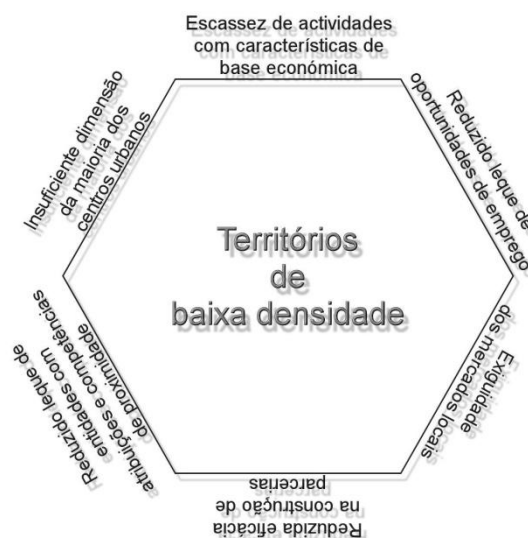 Escassez de actividades
com características de
base económica
Reduzido leque de
oportunidades de emprego
Exiguidade
dos mercados locais
Reduzida eficácia
na construção de
parcerias
Reduzido leque de
entidades com
atribuições e competências
de proximidade
Insuficiente dimensão
da maioria dos
centros urbanos
Territórios
de
baixa densidade